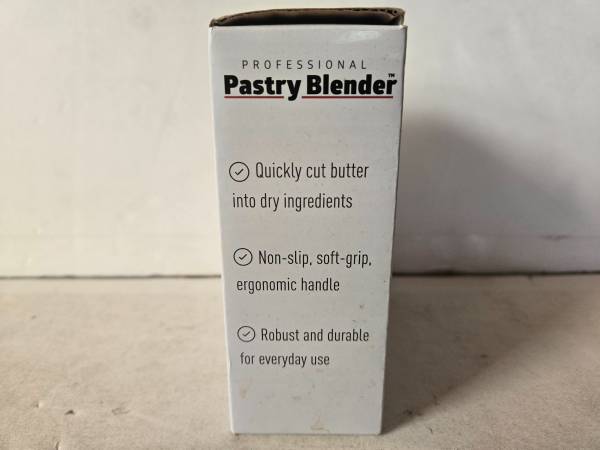 PROFESSIONAL
Pastry Blender™
Quickly cut butter
into dry ingredients
Non-slip, soft-grip,
ergonomic handle
Robust and durable
for everyday use